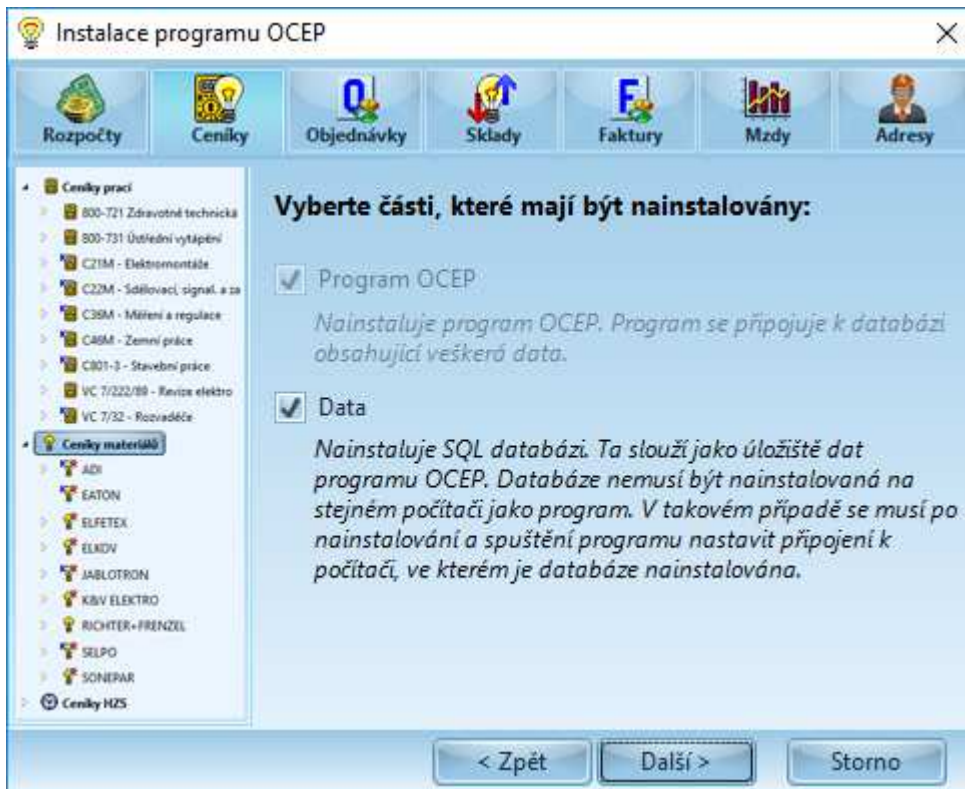 Instalace programu OCEP
Rozpočty
Ceníky
Objednávky
Sklady
Faktury
Mzdy
Adresy
Ceníky prací
800-721 Zdravotně technická
800-731 Ústřední vytápění
C21M - Elektromontáže
C22M - Sdělovací, signal. a za
C36M - Měření a regulace
C46M - Zemní práce
C801-3 - Stavební práce
VC 7/222/89 - Revize elektro
VC 7/32 - Rozvaděče
Ceníky materiálů
ADI
EATON
ELFETEX
ELKOV
JABLOTRON
K&V ELEKTRO
RICHTER+FRENZEL
SELPO
SONEPAR
Ceníky HZS
Vyberte části, které mají být nainstalovány:
Program OCEP
Nainstaluje program OCEP. Program se připojuje k databázi
obsahující veškerá data.
Data
Nainstaluje SQL databázi. Ta slouží jako úložiště dat
programu OCEP. Databáze nemusí být nainstalovaná na
stejném počítači jako program. V takovém případě se musí po
nainstalování a spuštění programu nastavit připojení k
počítači, ve kterém je databáze nainstalována.
< Zpět
Další >
Storno